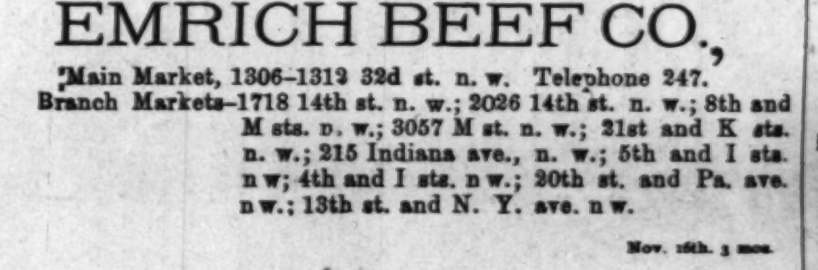 EMRICH BEEF CO.,
Main Market, 1306-1312 32d st. n. w. Telephone 247.
Branch Markets-1718 14th st. n. w.; 2026 14th st. n. w.; 8th and
M sts. n. w.; 3057 M st. n. w.; 21st and K sts.
n. w.; 215 Indiana ave., n. w.; 5th and I sts.
n w; 4th and I sts. n w.; 20th st. and Pa. ave.
n w.; 13th st. and N. Y. ave. n w.
Nov. 16th. 3 mos.